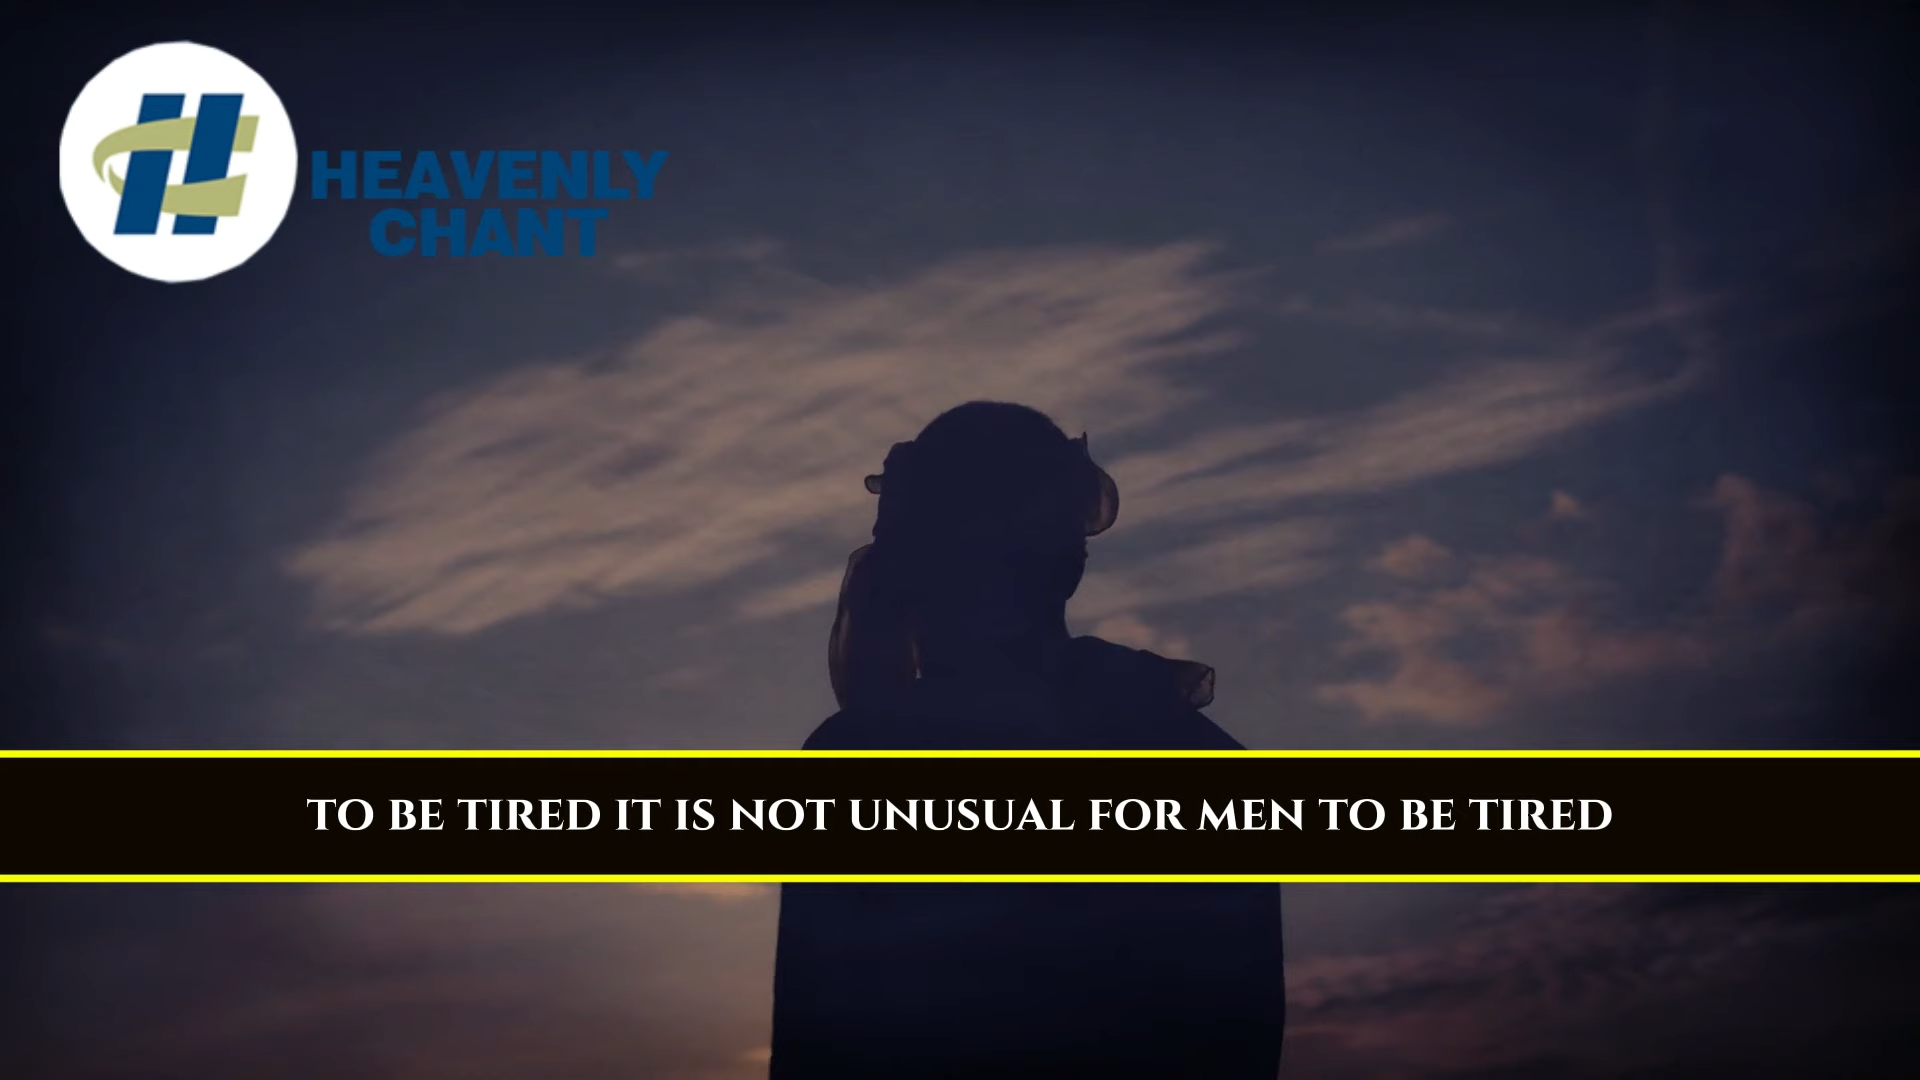 HEAVENLY
CHANT
TO BE TIRED IT IS NOT UNUSUAL FOR MEN TO BE TIRED